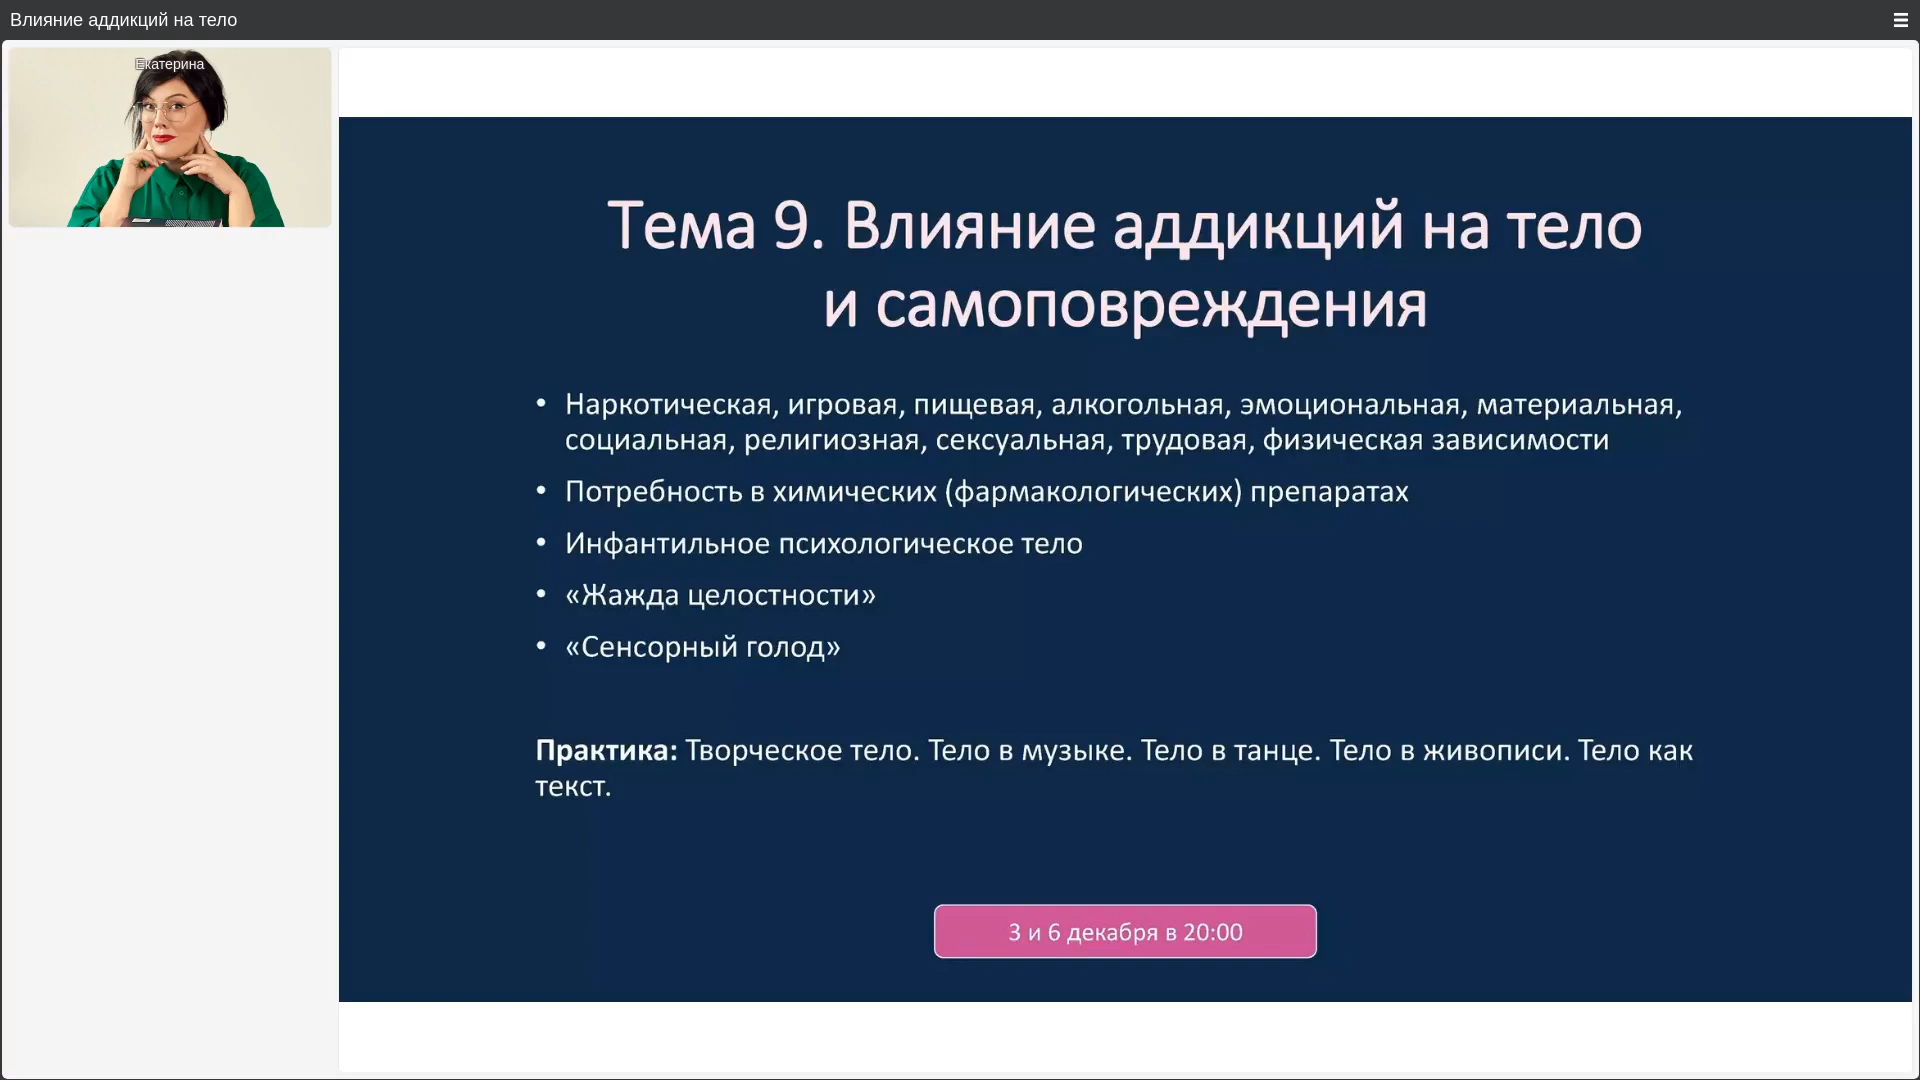 Влияние аддикций на тело
Екатерина
Тема 9. Влияние аддикций на тело
и самоповреждения
• Наркотическая, игровая, пищевая, алкогольная, эмоциональная, материальная,
социальная, религиозная, сексуальная, трудовая, физическая зависимости
• Потребность в химических (фармакологических) препаратах
• Инфантильное психологическое тело
• «Жажда целостности»
• «Сенсорный голод»
Практика: Творческое тело. Тело в музыке. Тело в танце. Тело в живописи. Тело как
текст.
3 и 6 декабря в 20:00